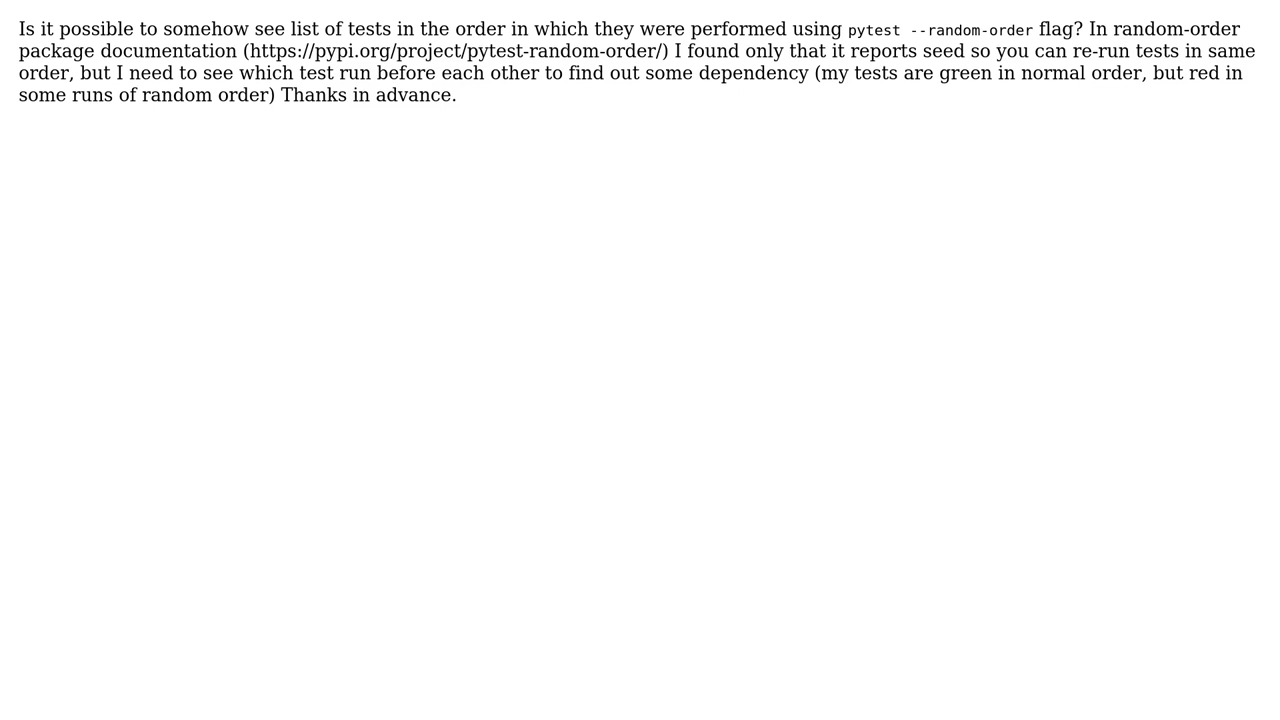 Is it possible to somehow see list of tests in the order in which they were performed using pytest --random-order flag? In random-order
package documentation (https://pypi.org/project/pytest-random-order/) I found only that it reports seed so you can re-run tests in same
order, but I need to see which test run before each other to find out some dependency (my tests are green in normal order, but red in
some runs of random order) Thanks in advance.